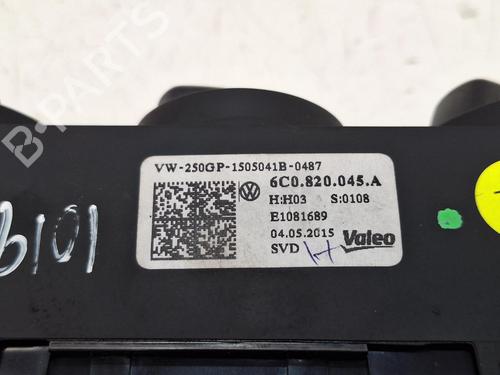 B-PARTS
VW-250GP-1505041B-0487
6C0.820.045.A
H:H03 S:0108
E1081689
04.05.2015
SVD Valeo